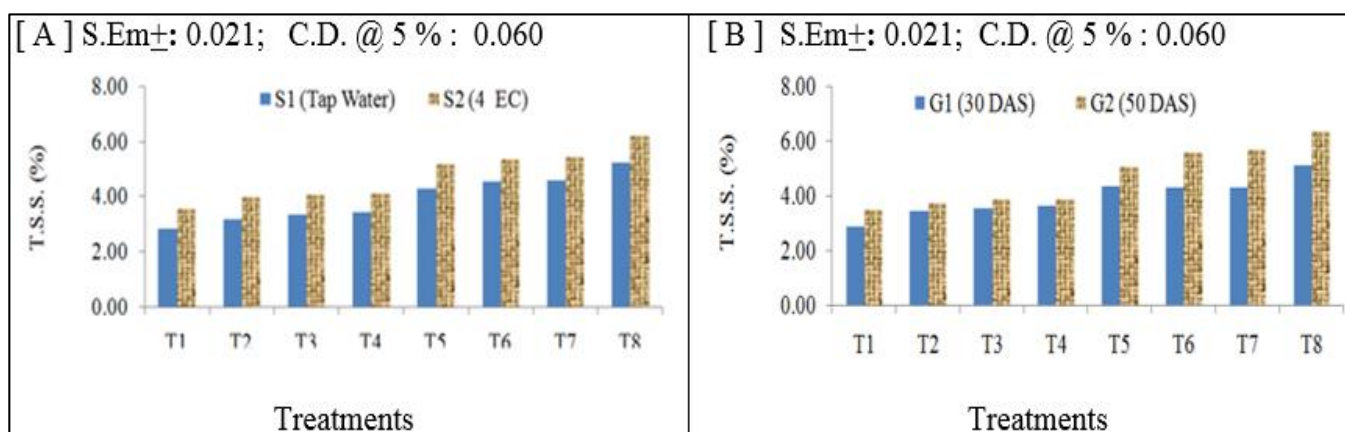 [ A ] S.Em±: 0.021; C.D. @ 5 % : 0.060
S1 (Tap Water) S2 (4 EC)
8.00
6.00
4.00
2.00
0.00
T.S.S. (%)
T1 T2 T3 T4 T5 T6 T7 T8
Treatments
[ B ] S.Em±: 0.021; C.D. @ 5 % : 0.060
G1 (30 DAS) G2 (50 DAS)
8.00
6.00
4.00
2.00
0.00
T.S.S. (%)
T1 T2 T3 T4 T5 T6 T7 T8
Treatments